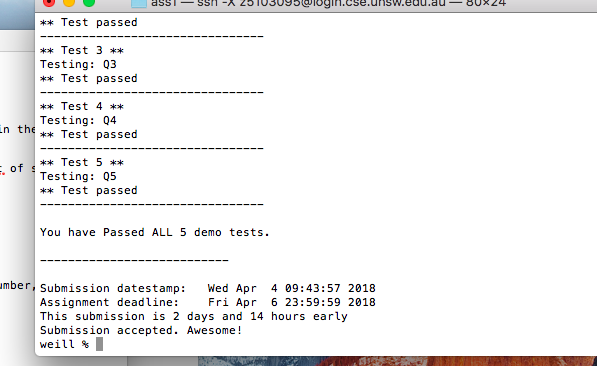 ass1 — ssh -X z5103095@login.cse.unsw.edu.au — 80×24
** Test passed
--------------------------------
** Test 3 **
Testing: Q3
** Test passed
--------------------------------
** Test 4 **
Testing: Q4
** Test passed
--------------------------------
** Test 5 **
Testing: Q5
** Test passed
--------------------------------
You have Passed ALL 5 demo tests.
---------------------------
Submission datestamp:   Wed Apr  4 09:43:57 2018
Assignment deadline:    Fri Apr  6 23:59:59 2018
This submission is 2 days and 14 hours early
Submission accepted. Awesome!
weill %
in the
of s
umber,